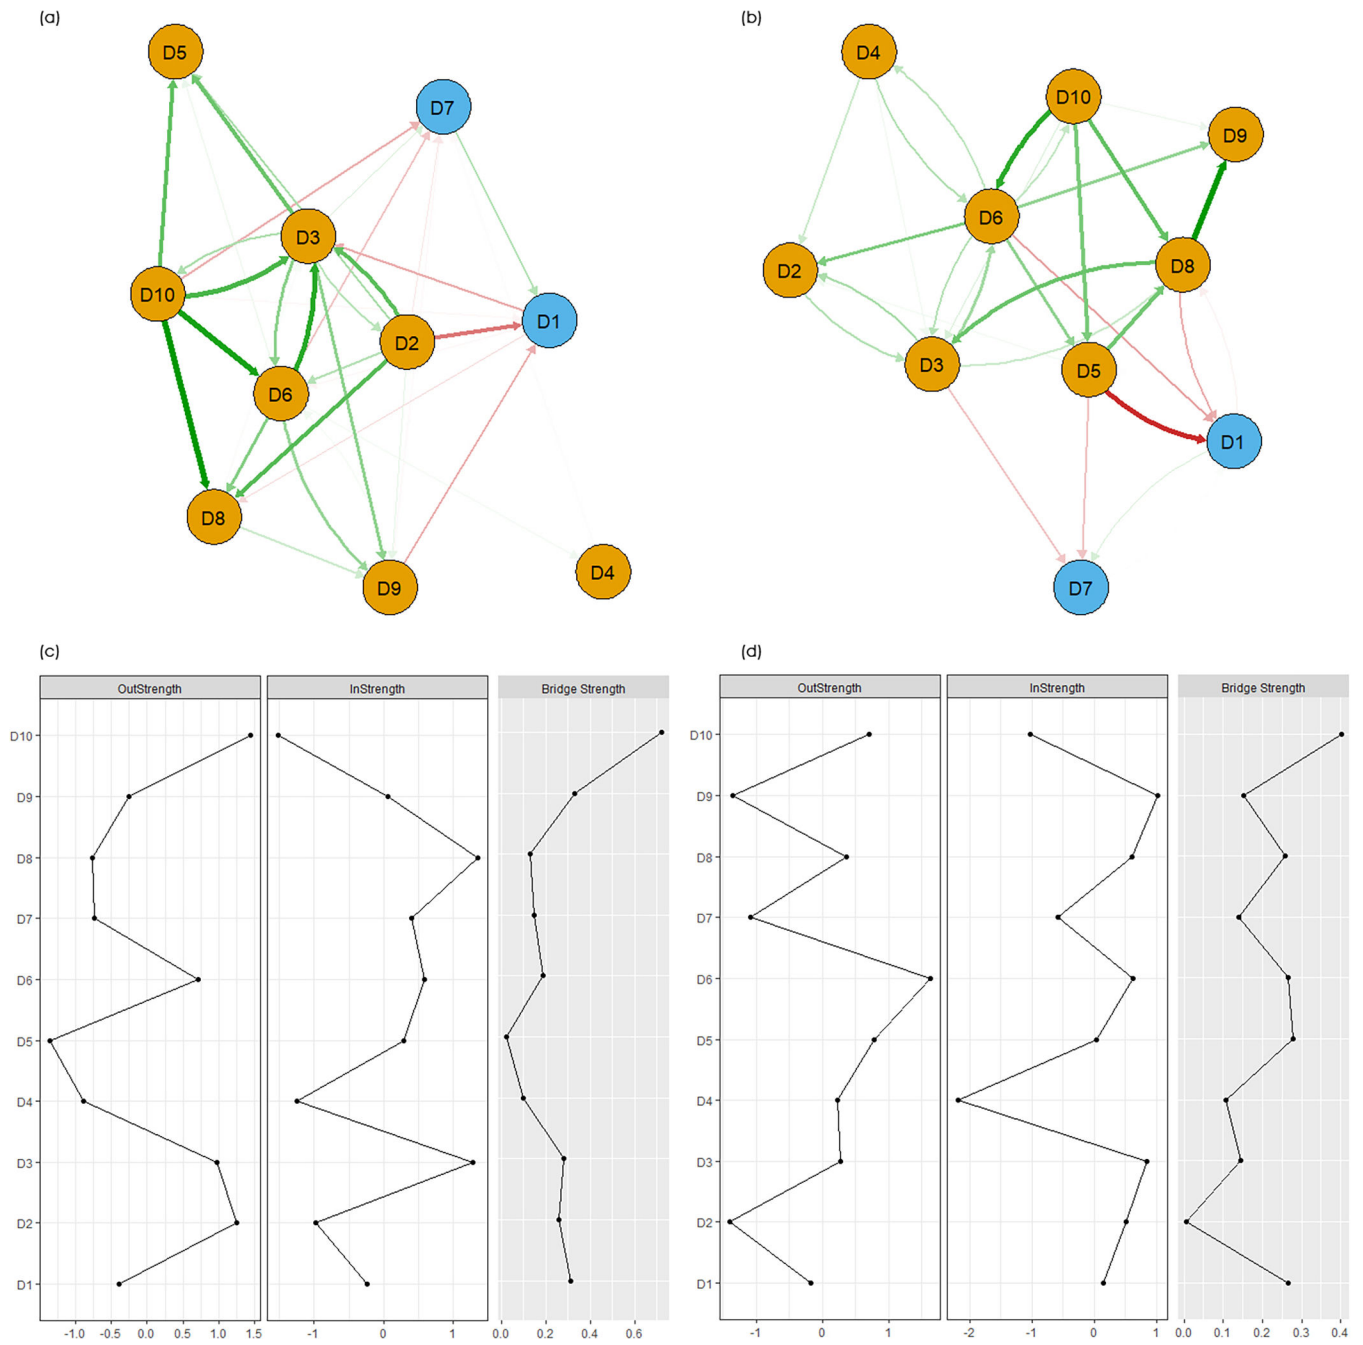 (a)
(b)
D5
D7
D3
D10
D2
D1
D6
D8
D9
D4
D4
D10
D9
D6
D2
D8
D3
D5
D1
D7
(c)
OutStrength InStrength Bridge Strength
D10
D9
D8
D7
D6
D5
D4
D3
D2
D1
-1.0 -0.5 0.0 0.5 1.0 1.5 -1 0 1 0.0 0.2 0.4 0.6
(d)
OutStrength InStrength Bridge Strength
D10
D9
D8
D7
D6
D5
D4
D3
D2
D1
-1 0 1 -2 -1 0 1 0.0 0.1 0.2 0.3 0.4